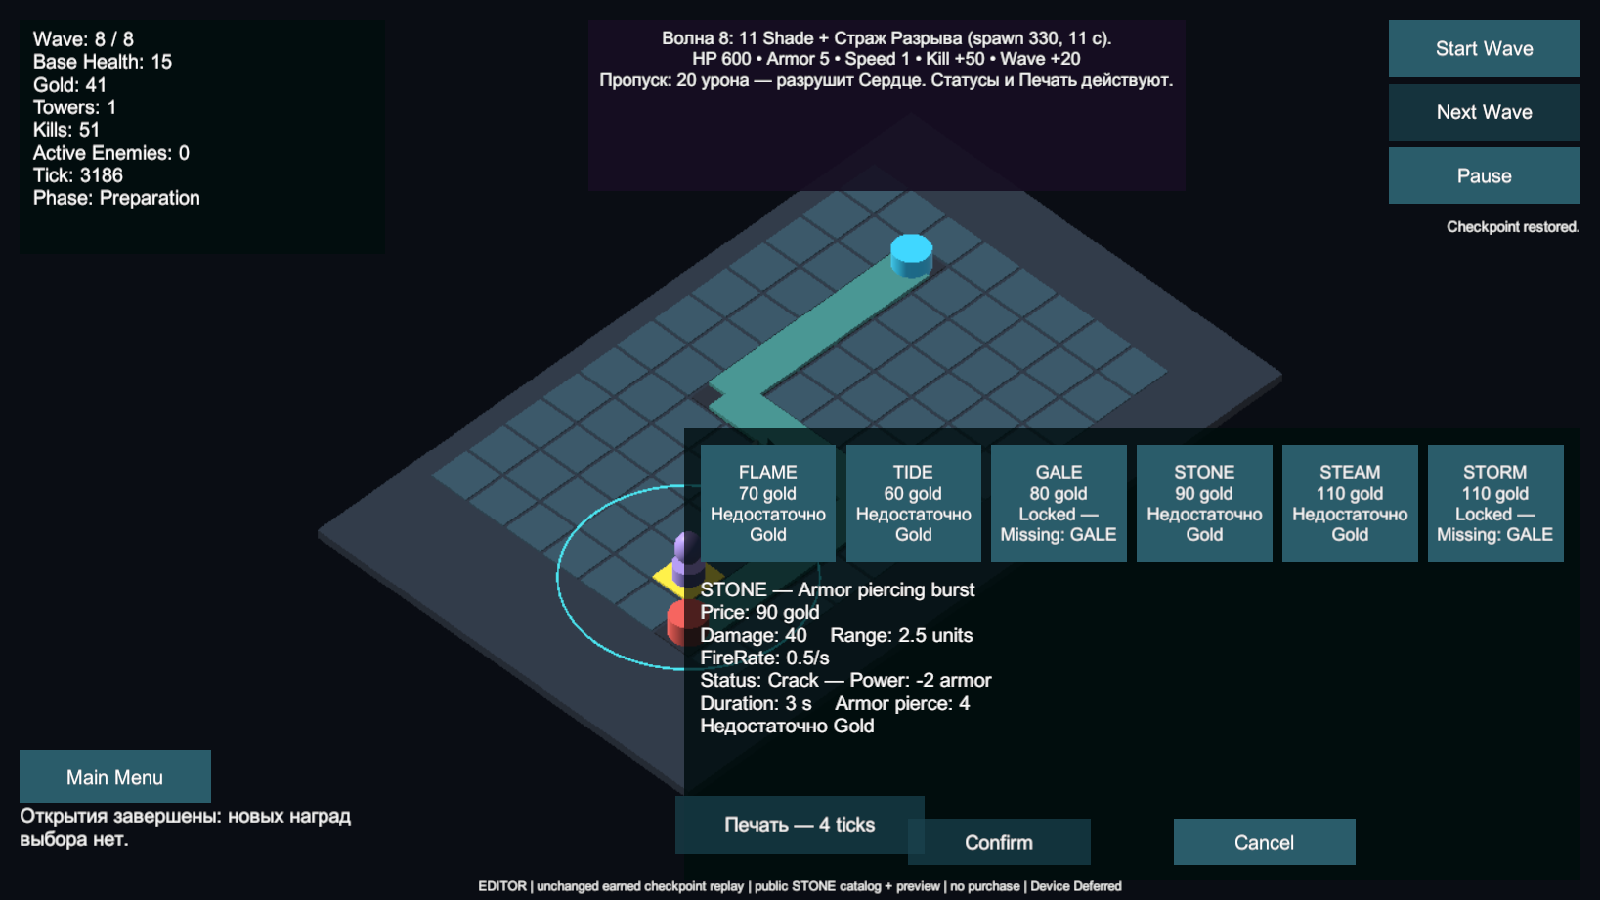 Wave: 8 / 8
Base Health: 15
Gold: 41
Towers: 1
Kills: 51
Active Enemies: 0
Tick: 3186
Phase: Preparation
Волна 8: 11 Shade + Страж Разрыва (spawn 330, 11 с).
HP 600 • Armor 5 • Speed 1 • Kill +50 • Wave +20
Пропуск: 20 урона — разрушит Сердце. Статусы и Печать действуют.
Start Wave
Next Wave
Pause
Checkpoint restored.
FLAME
70 gold
Недостаточно
Gold
TIDE
60 gold
Недостаточно
Gold
GALE
80 gold
Locked —
Missing: GALE
STONE
90 gold
Недостаточно
Gold
STEAM
110 gold
Недостаточно
Gold
STORM
110 gold
Locked —
Missing: GALE
STONE — Armor piercing burst
Price: 90 gold
Damage: 40 Range: 2.5 units
FireRate: 0.5/s
Status: Crack — Power: -2 armor
Duration: 3 s Armor pierce: 4
Недостаточно Gold
Main Menu
Открытия завершены: новых наград
выбора нет.
Печать — 4 ticks
Confirm
Cancel
EDITOR | unchanged earned checkpoint replay | public STONE catalog + preview | no purchase | Device Deferred